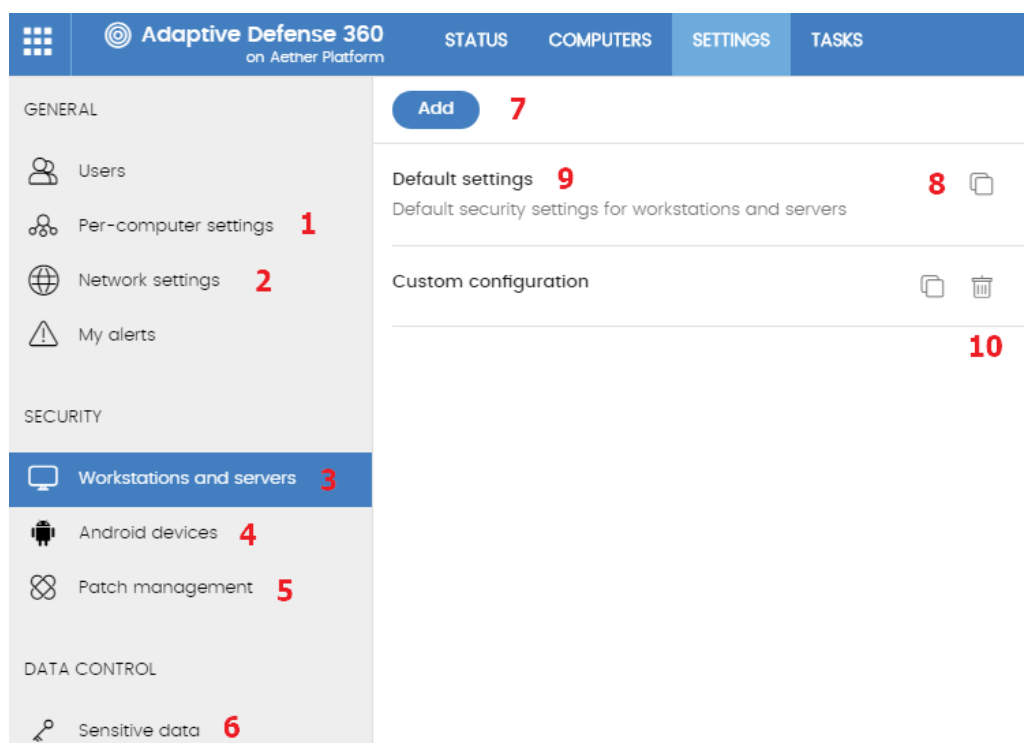 Adaptive Defense 360
on Aether Platform
STATUS COMPUTERS SETTINGS TASKS
GENERAL
Users
Per-computer settings 1
Network settings 2
My alerts
SECURITY
Workstations and servers 3
Android devices 4
Patch management 5
DATA CONTROL
Sensitive data 6
Add 7
Default settings 9
8
Default security settings for workstations and servers
Custom configuration
10